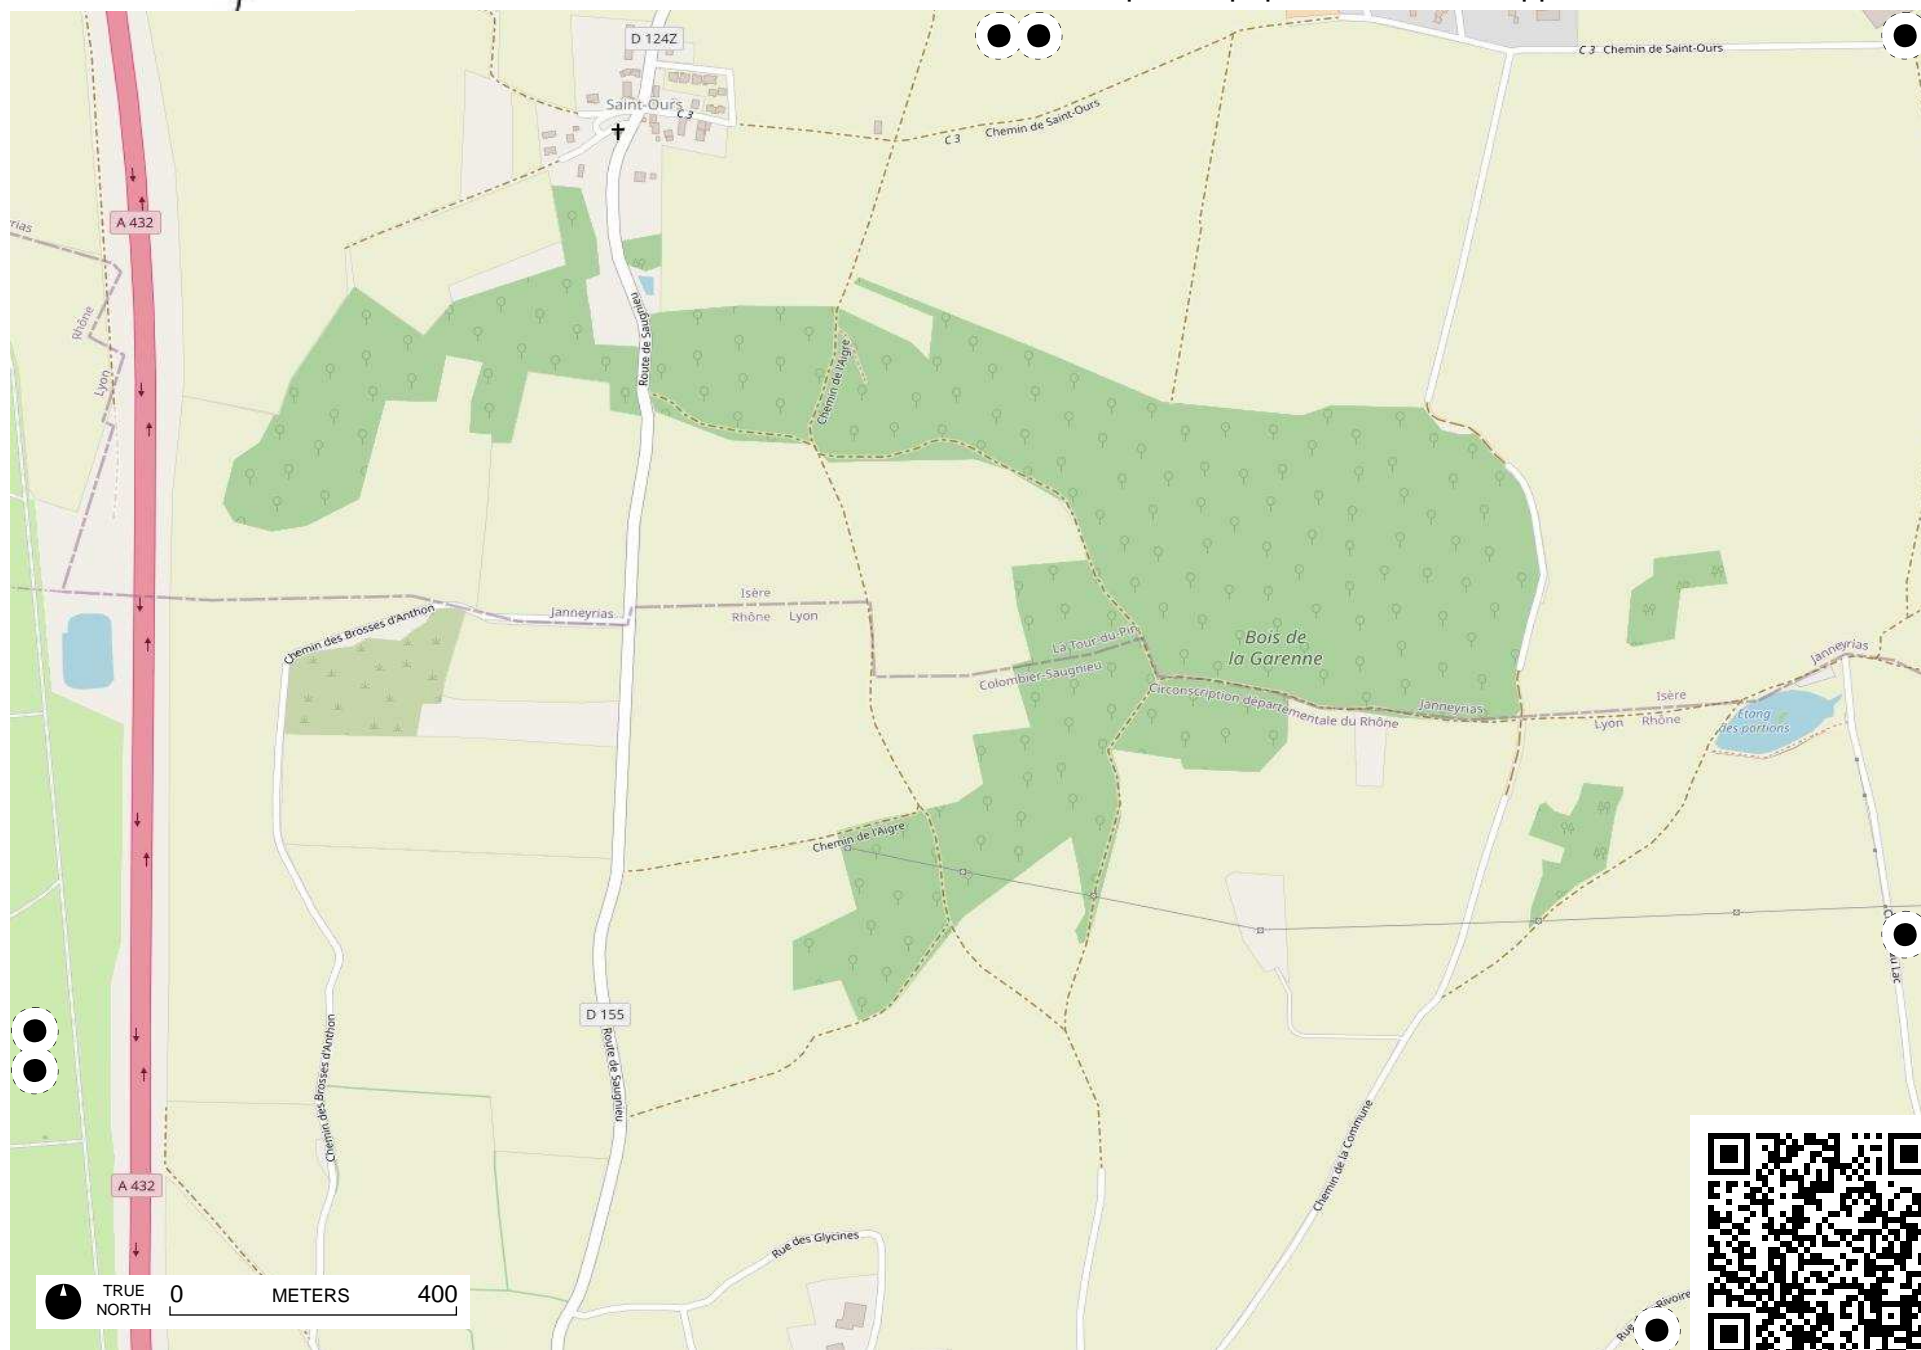 D 124Z
C 3 Chemin de Saint-Ours
Saint-Ours
C 3
C 3 Chemin de Saint-Ours
A 432
rias
Rhône
Lyon
Route de Saugnieu
Chemin de l'Aigre
Isère
Rhône Lyon
Janneyrias
Chemin des Brosses d'Anthon
La Tour-du-Pin
Colombier-Saugnieu
Bois de
la Garenne
Circonscription départementale du Rhône
Janneyrias
Janneyrias
Isère
Lyon Rhône
Etang
des portions
Chemin de l'Aigre
u Lac
D 155
Route de Saugnieu
Chemin des Brosses d'Anthon
Chemin de la Commune
A 432
Rue des Glycines
Rue
Rivoire
TRUE
NORTH
0 METERS 400